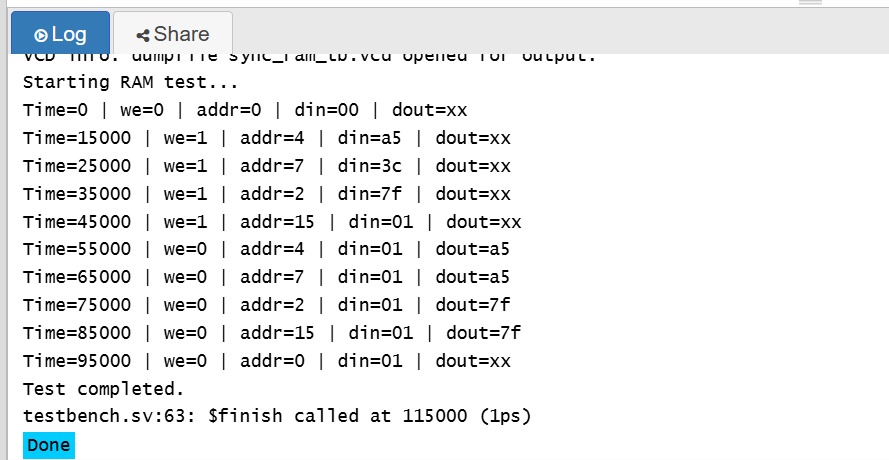 Log
Share
VCD info: dumpfile sync_ram_tb.vcd opened for output.
Starting RAM test...
Time=0 | we=0 | addr=0 | din=00 | dout=xx
Time=15000 | we=1 | addr=4 | din=a5 | dout=xx
Time=25000 | we=1 | addr=7 | din=3c | dout=xx
Time=35000 | we=1 | addr=2 | din=7f | dout=xx
Time=45000 | we=1 | addr=15 | din=01 | dout=xx
Time=55000 | we=0 | addr=4 | din=01 | dout=a5
Time=65000 | we=0 | addr=7 | din=01 | dout=a5
Time=75000 | we=0 | addr=2 | din=01 | dout=7f
Time=85000 | we=0 | addr=15 | din=01 | dout=7f
Time=95000 | we=0 | addr=0 | din=01 | dout=xx
Test completed.
testbench.sv:63: $finish called at 115000 (1ps)
Done